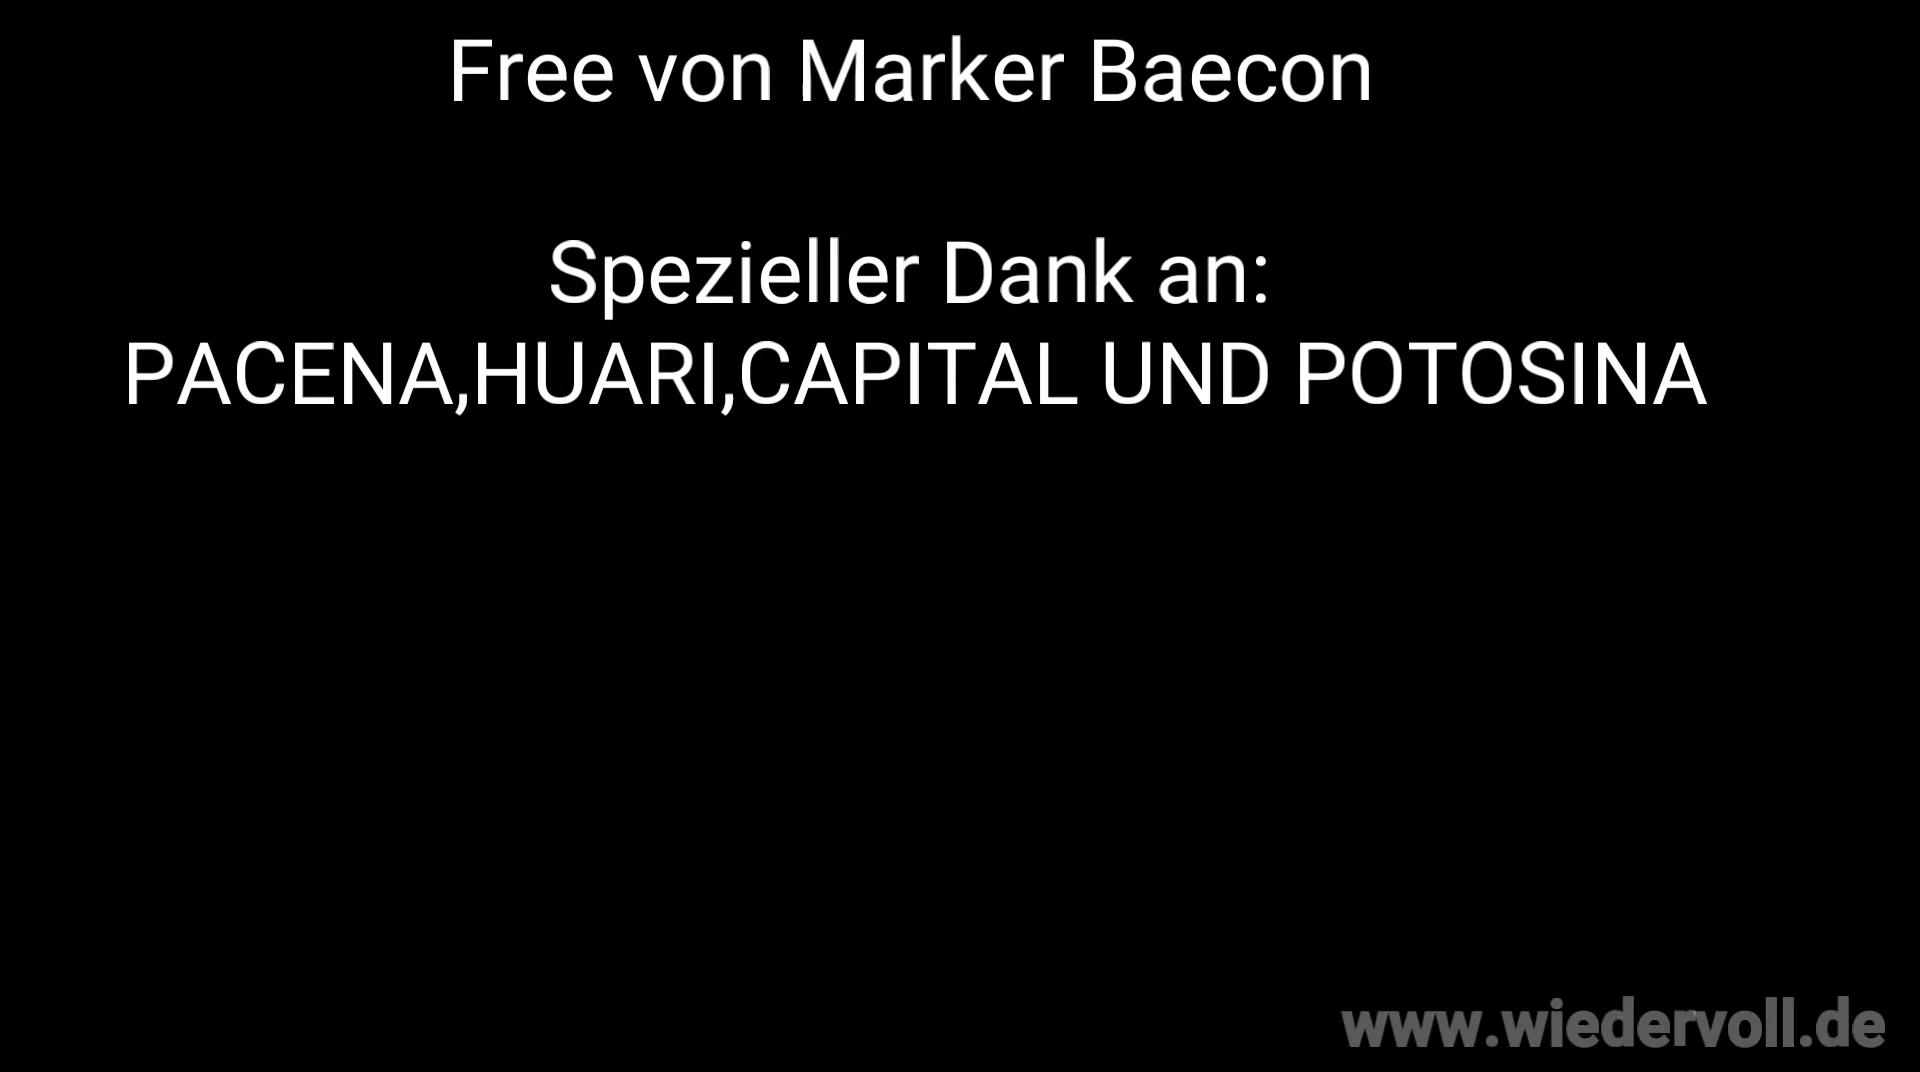 Free von Marker Baecon
Spezieller Dank an:
PACENA,HUARI,CAPITAL UND POTOSINA
www.wiedervoll.de